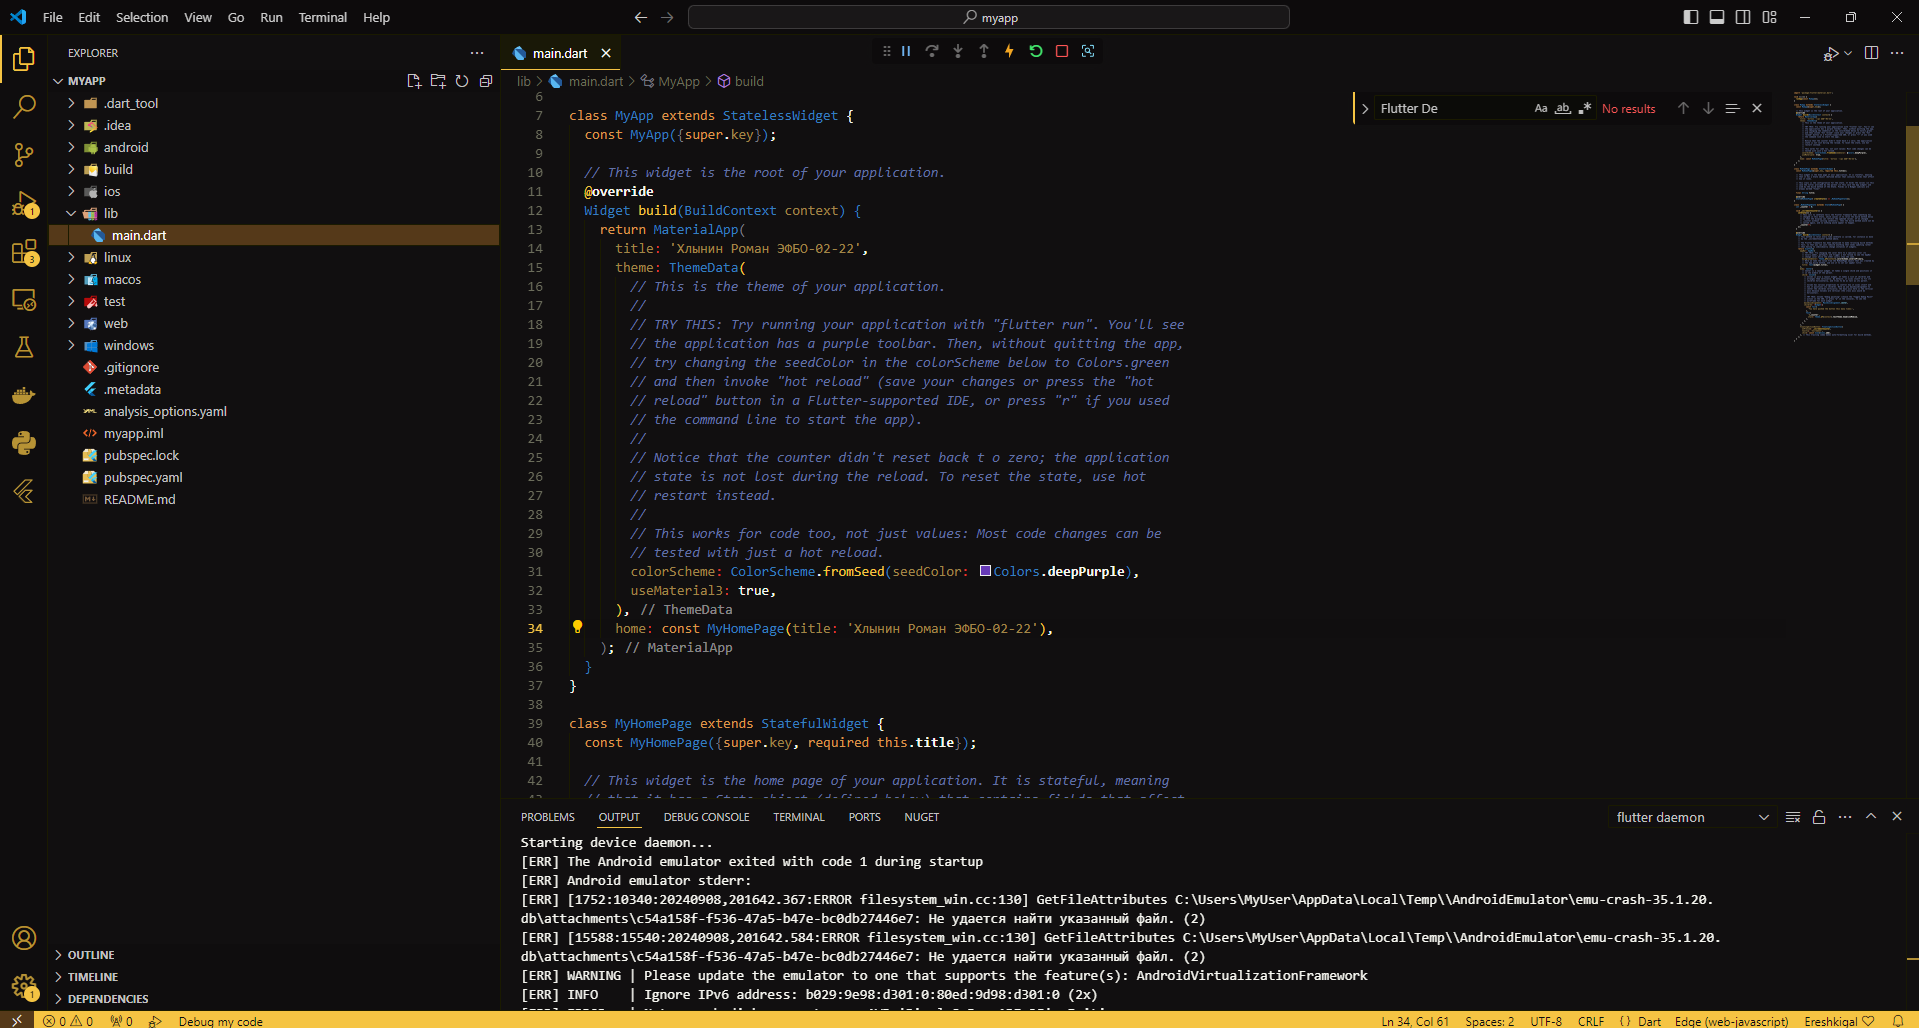 File Edit Selection View Go Run Terminal Help
myapp
EXPLORER
MYAPP
.dart_tool
.idea
android
build
ios
lib
main.dart
linux
macos
test
web
windows
.gitignore
.metadata
analysis_options.yaml
myapp.iml
pubspec.lock
pubspec.yaml
README.md
OUTLINE
TIMELINE
DEPENDENCIES
1
3
1
main.dart
lib > main.dart > MyApp > build
Flutter De Aa ab No results
6
7 class MyApp extends StatelessWidget {
8 const MyApp({super.key});
9
10 // This widget is the root of your application.
11 @override
12 Widget build(BuildContext context) {
13 return MaterialApp(
14 title: 'Хлынин Роман ЭФБО-02-22',
15 theme: ThemeData(
16 // This is the theme of your application.
17 //
18 // TRY THIS: Try running your application with "flutter run". You'll see
19 // the application has a purple toolbar. Then, without quitting the app,
20 // try changing the seedColor in the colorScheme below to Colors.green
21 // and then invoke "hot reload" (save your changes or press the "hot
22 // reload" button in a Flutter-supported IDE, or press "r" if you used
23 // the command line to start the app).
24 //
25 // Notice that the counter didn't reset back t o zero; the application
26 // state is not lost during the reload. To reset the state, use hot
27 // restart instead.
28 //
29 // This works for code too, not just values: Most code changes can be
30 // tested with just a hot reload.
31 colorScheme: ColorScheme.fromSeed(seedColor: Colors.deepPurple),
32 useMaterial3: true,
33 ), // ThemeData
34 home: const MyHomePage(title: 'Хлынин Роман ЭФБО-02-22'),
35 ); // MaterialApp
36 }
37 }
38
39 class MyHomePage extends StatefulWidget {
40 const MyHomePage({super.key, required this.title});
41
42 // This widget is the home page of your application. It is stateful, meaning
43 // that it has a State object (defined below) that contains fields that affect
PROBLEMS OUTPUT DEBUG CONSOLE TERMINAL PORTS NUGET flutter daemon
Starting device daemon...
[ERR] The Android emulator exited with code 1 during startup
[ERR] Android emulator stderr:
[ERR] [1752:10340:20240908,201642.367:ERROR filesystem_win.cc:130] GetFileAttributes C:\Users\MyUser\AppData\Local\Temp\\AndroidEmulator\emu-crash-35.1.20.
db\attachments\c54a158f-f536-47a5-b47e-bc0db27446e7: Не удается найти указанный файл. (2)
[ERR] [15588:15540:20240908,201642.584:ERROR filesystem_win.cc:130] GetFileAttributes C:\Users\MyUser\AppData\Local\Temp\\AndroidEmulator\emu-crash-35.1.20.
db\attachments\c54a158f-f536-47a5-b47e-bc0db27446e7: Не удается найти указанный файл. (2)
[ERR] WARNING | Please update the emulator to one that supports the feature(s): AndroidVirtualizationFramework
[ERR] INFO | Ignore IPv6 address: b029:9e98:d301:0:80ed:9d98:d301:0 (2x)
0 0 0 Debug my code Ln 34, Col 61 Spaces: 2 UTF-8 CRLF { } Dart Edge (web-javascript) Ereshkigal